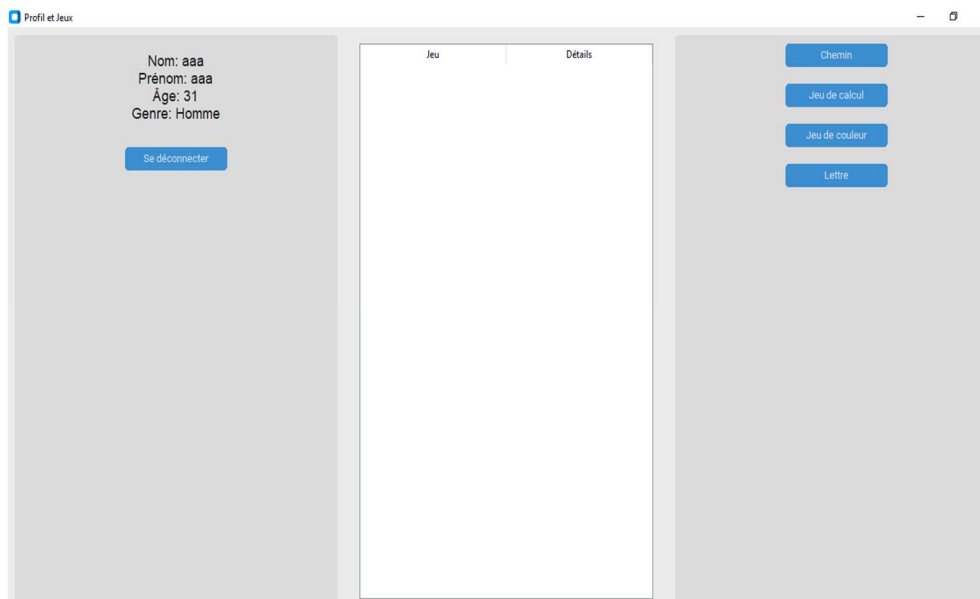 Profil et Jeux
Nom: aaa
Prénom: aaa
Âge: 31
Genre: Homme
Se déconnecter
Jeu Détails
Chemin
Jeu de calcul
Jeu de couleur
Lettre